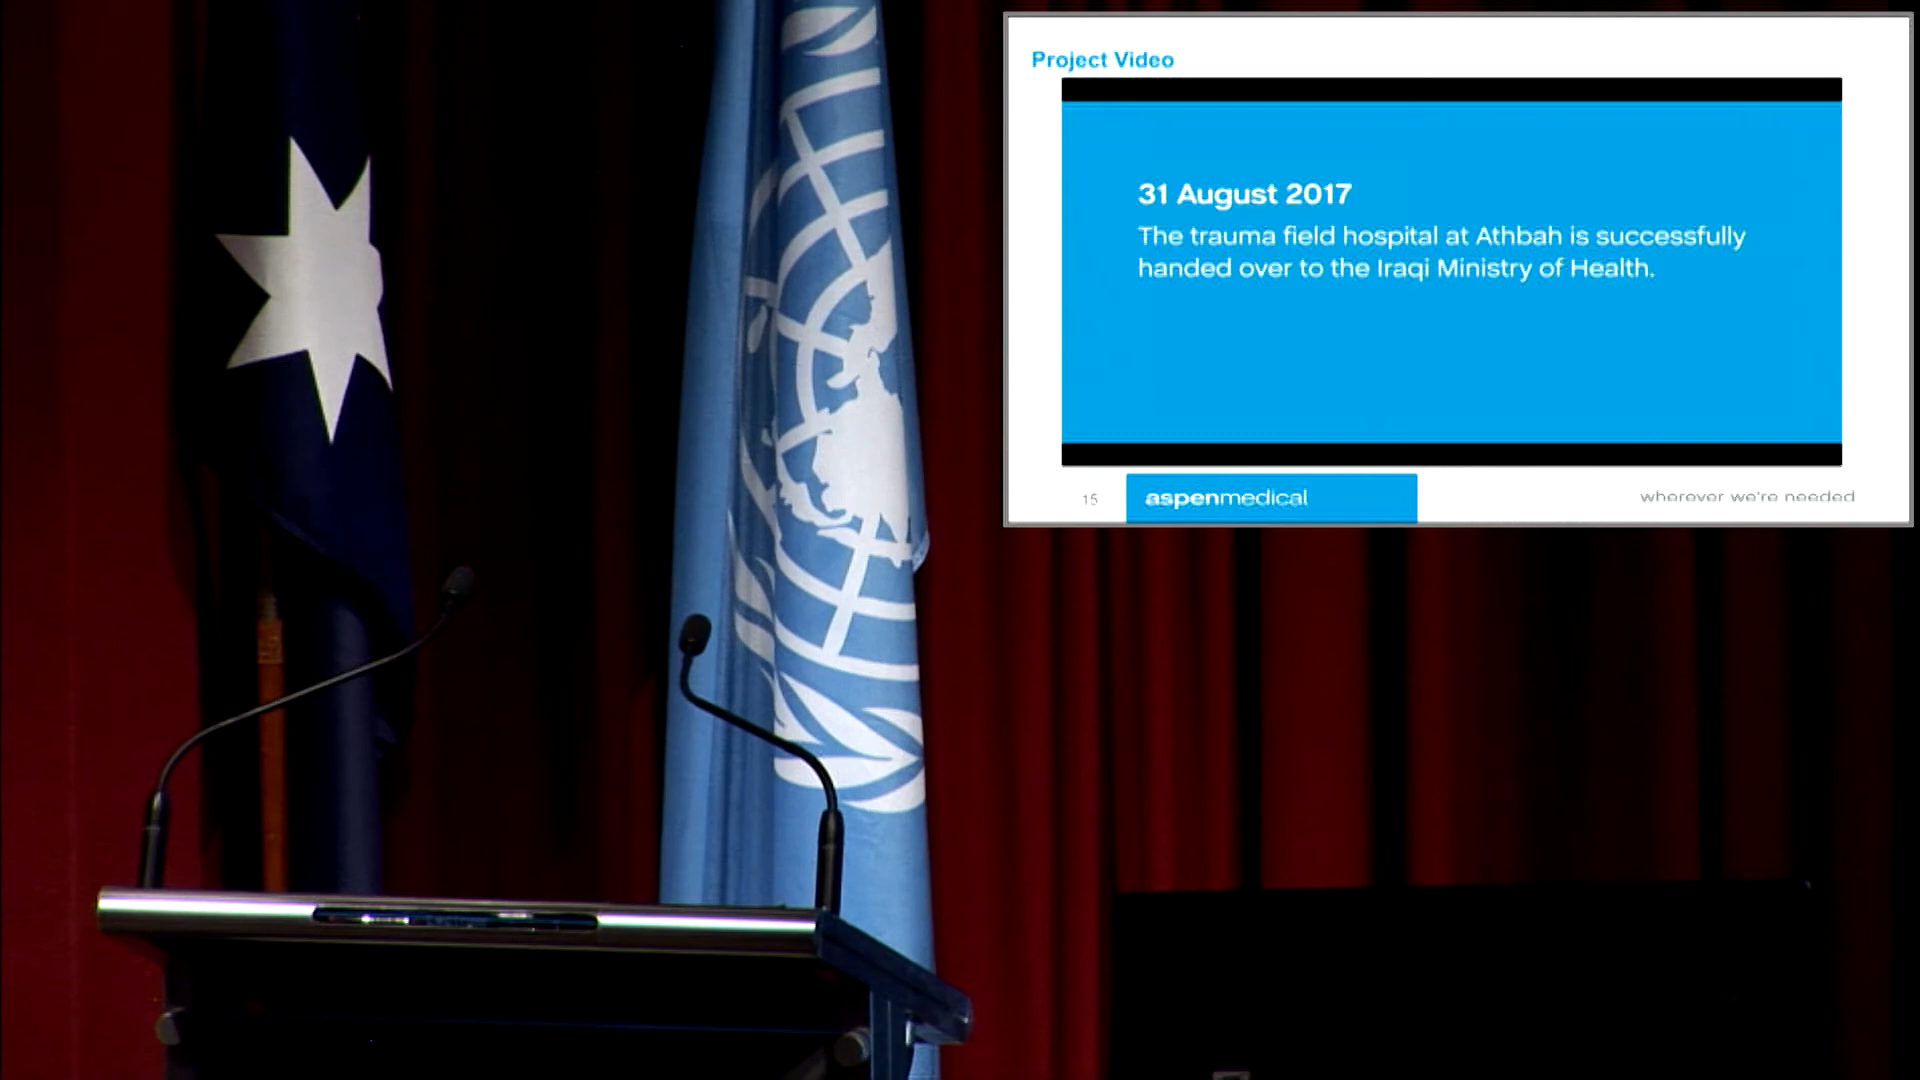 Project Video
31 August 2017
The trauma field hospital at Athbah is successfully
handed over to the Iraqi Ministry of Health.
15
aspenmedical
wherever we're needed